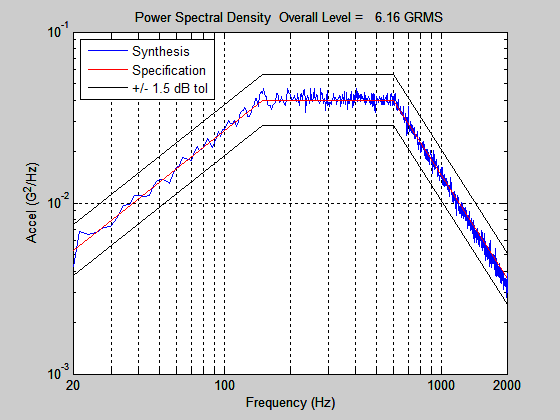 Power Spectral Density  Overall Level =   6.16 GRMS
10^-1
Synthesis
Specification
+/- 1.5 dB tol
Accel (G^2/Hz)
10^-2
10^-3
20 100 1000 2000
Frequency (Hz)